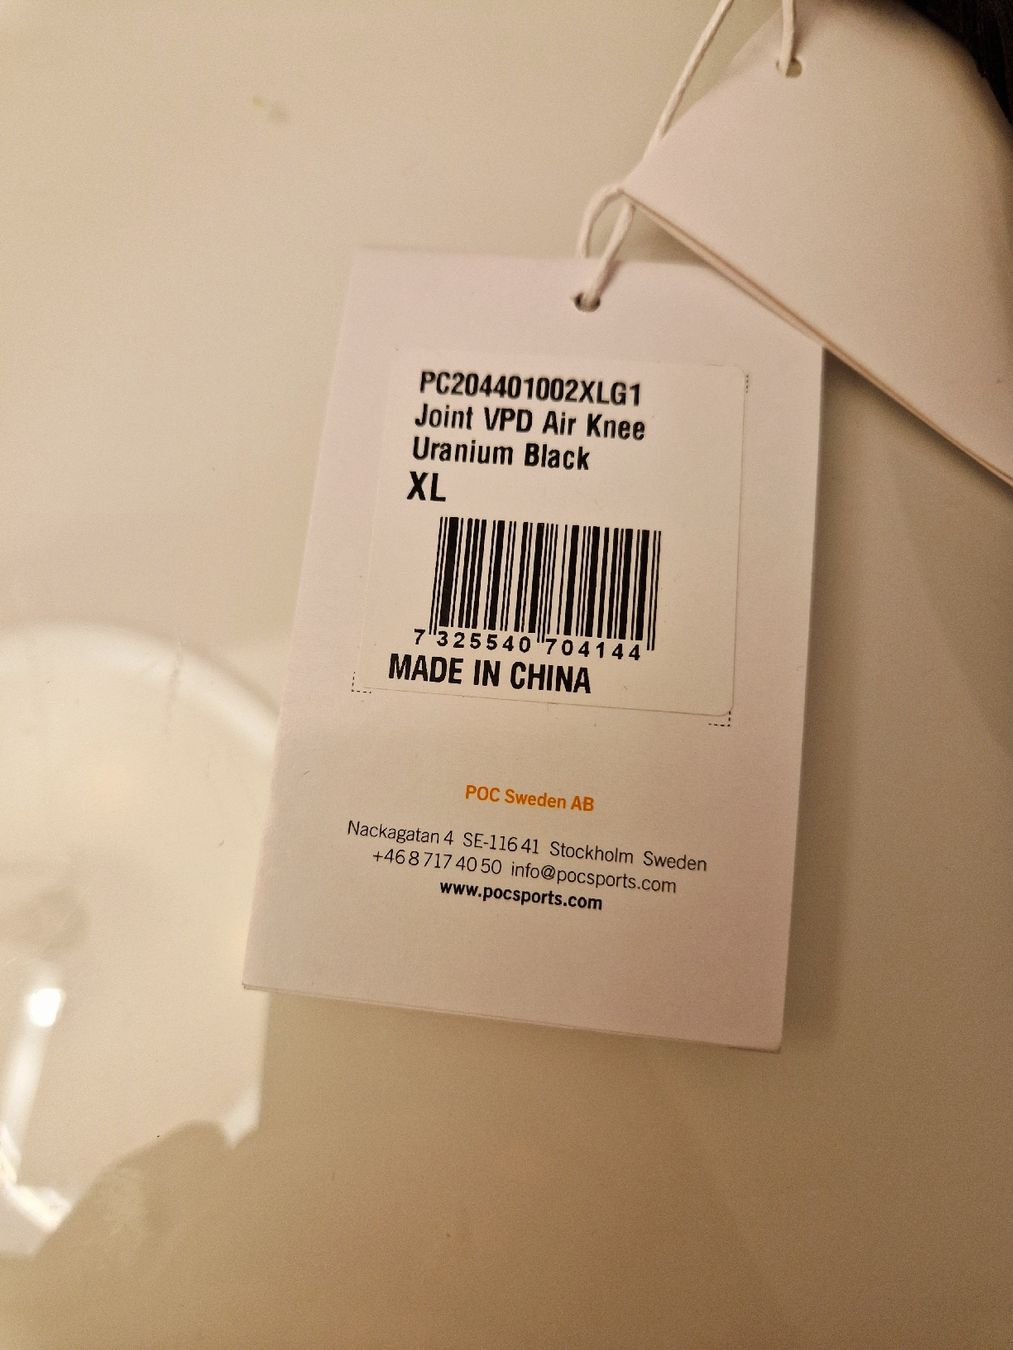 PC204401002XLG1
Joint VPD Air Knee
Uranium Black
XL
7 325540 704144
MADE IN CHINA
POC Sweden AB
Nackagatan 4 SE-116 41 Stockholm Sweden
+46 8 717 40 50 info@pocsports.com
www.pocsports.com